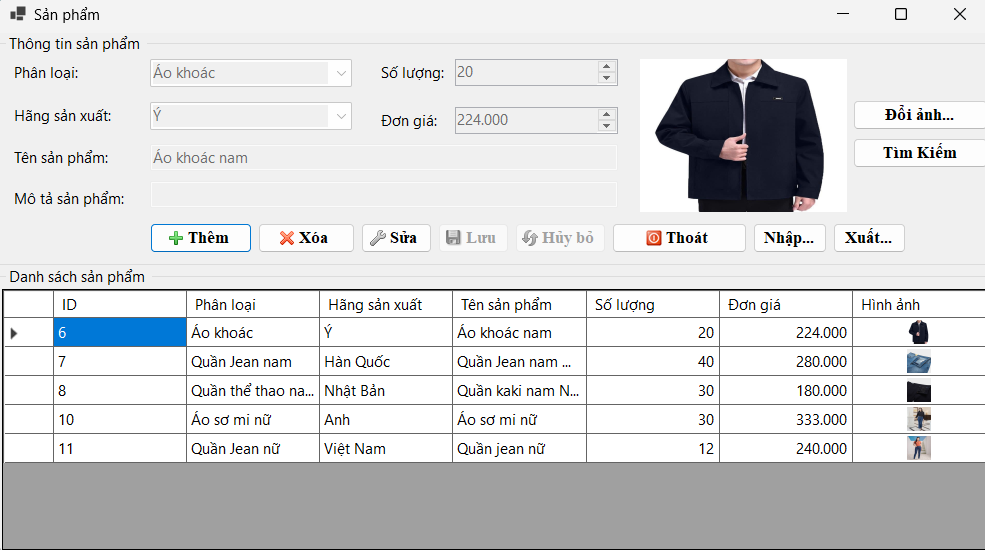 Sản phẩm
Thông tin sản phẩm
Phân loại: Áo khoác Số lượng: 20
Hãng sản xuất: Ý Đơn giá: 224.000
Đổi ảnh...
Tên sản phẩm: Áo khoác nam
Tìm Kiếm
Mô tả sản phẩm:
Thêm Xóa Sửa Lưu Hủy bỏ Thoát Nhập... Xuất...
Danh sách sản phẩm
ID Phân loại Hãng sản xuất Tên sản phẩm Số lượng Đơn giá Hình ảnh
6 Áo khoác Ý Áo khoác nam 20 224.000
7 Quần Jean nam Hàn Quốc Quần Jean nam ... 40 280.000
8 Quần thể thao na... Nhật Bản Quần kaki nam N... 30 180.000
10 Áo sơ mi nữ Anh Áo sơ mi nữ 30 333.000
11 Quần Jean nữ Việt Nam Quần jean nữ 12 240.000